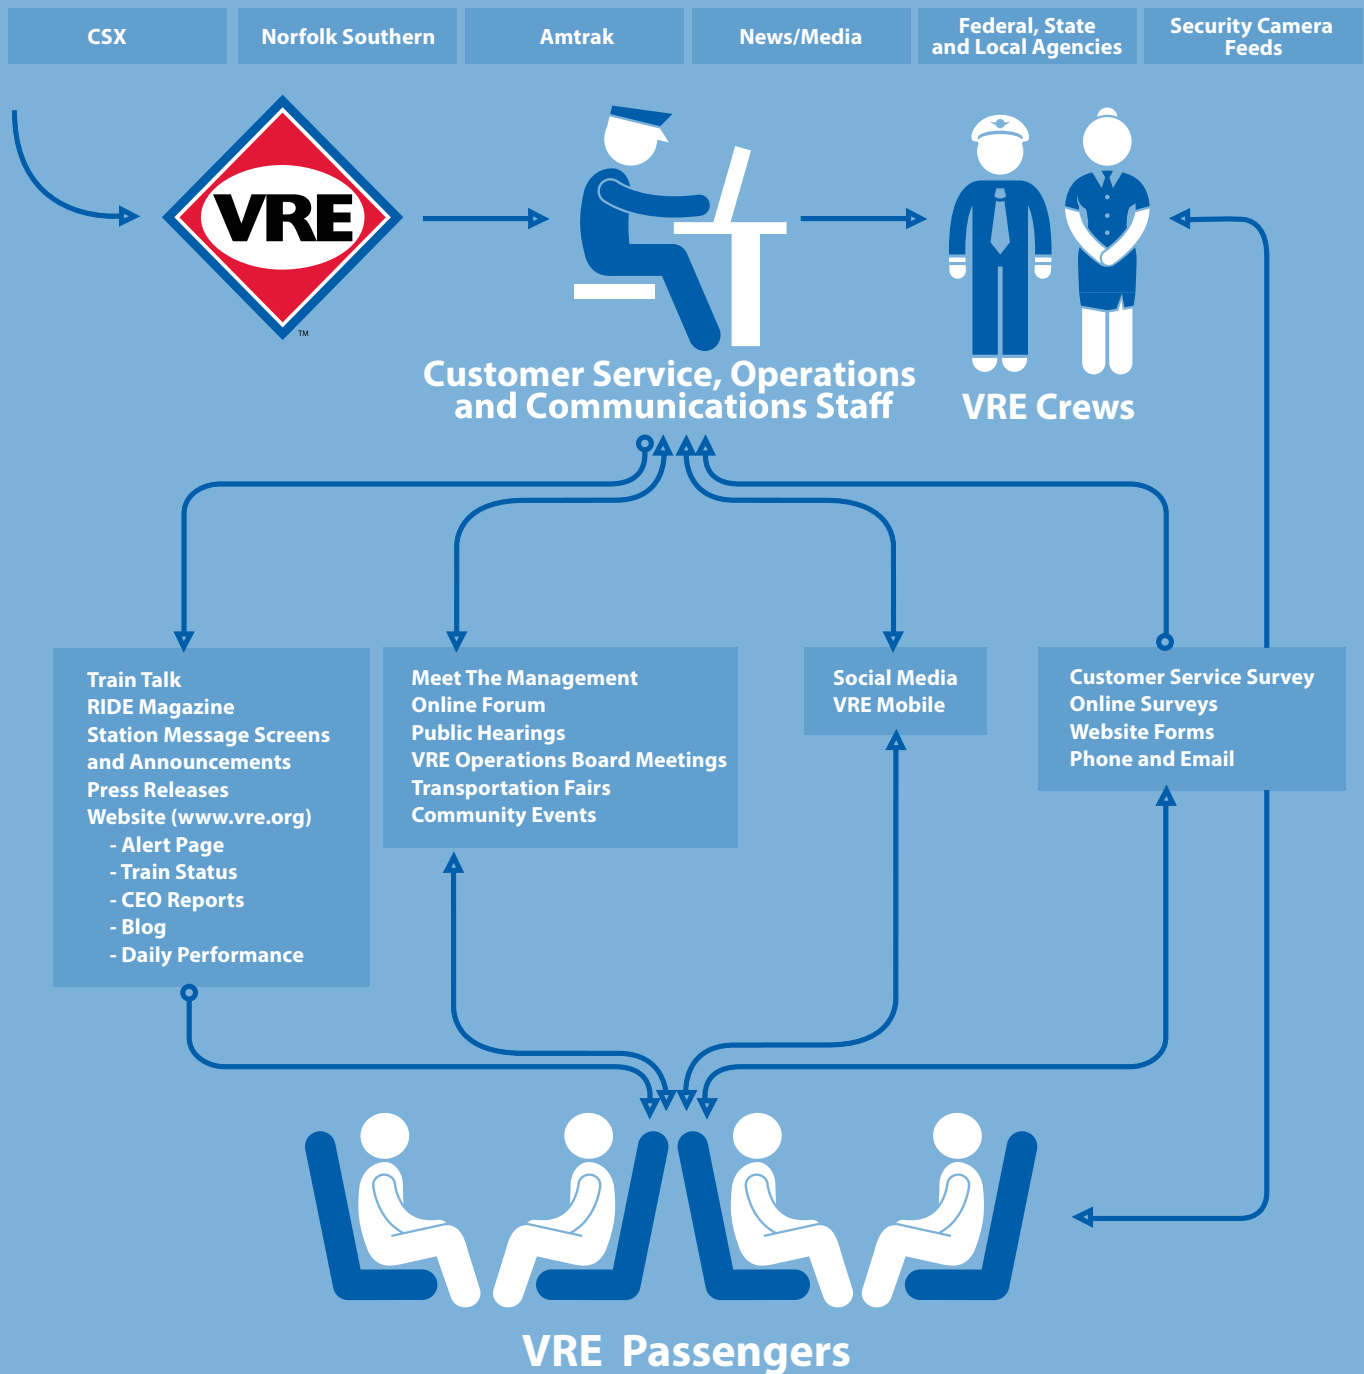 CSX
Norfolk Southern
Amtrak
News/Media
Federal, State
and Local Agencies
Security Camera
Feeds
VRE
TM
Customer Service, Operations
and Communications Staff
VRE Crews
Train Talk
RIDE Magazine
Station Message Screens
and Announcements
Press Releases
Website (www.vre.org)
- Alert Page
- Train Status
- CEO Reports
- Blog
- Daily Performance
Meet The Management
Online Forum
Public Hearings
VRE Operations Board Meetings
Transportation Fairs
Community Events
Social Media
VRE Mobile
Customer Service Survey
Online Surveys
Website Forms
Phone and Email
VRE Passengers